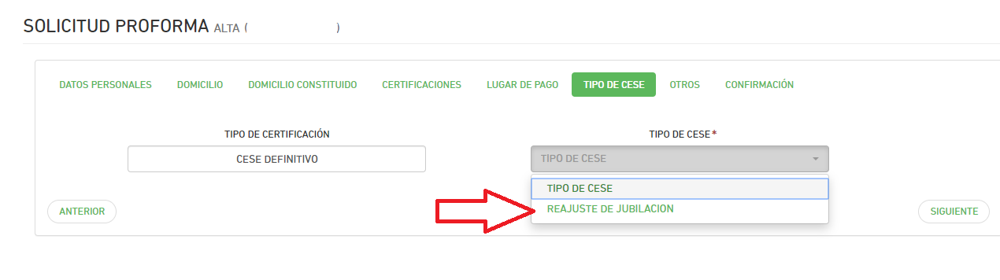 SOLICITUD PROFORMA ALTA ( )
DATOS PERSONALES DOMICILIO DOMICILIO CONSTITUIDO CERTIFICACIONES LUGAR DE PAGO TIPO DE CESE OTROS CONFIRMACIÓN
TIPO DE CERTIFICACIÓN TIPO DE CESE*
CESE DEFINITIVO TIPO DE CESE
TIPO DE CESE
REAJUSTE DE JUBILACION
ANTERIOR SIGUIENTE